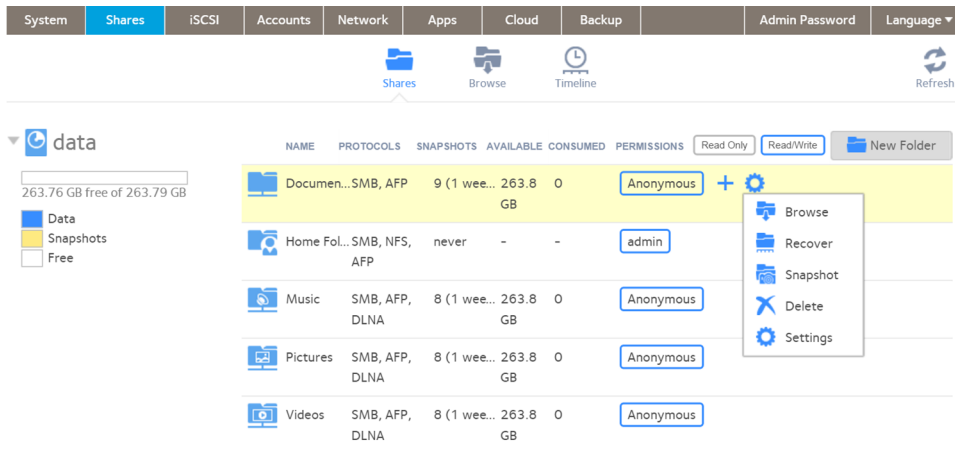 System Shares iSCSI Accounts Network Apps Cloud Backup Admin Password Language
Shares Browse Timeline Refresh
data
NAME PROTOCOLS SNAPSHOTS AVAILABLE CONSUMED PERMISSIONS Read Only Read/Write New Folder
263.76 GB free of 263.79 GB
Data
Snapshots
Free
Documen... SMB, AFP 9 (1 wee... 263.8 0 Anonymous
GB
Home Fol... SMB, NFS, never - - admin
AFP
Music SMB, AFP, 8 (1 wee... 263.8 0 Anonymous
DLNA GB
Pictures SMB, AFP, 8 (1 wee... 263.8 0 Anonymous
DLNA GB
Videos SMB, AFP, 8 (1 wee... 263.8 0 Anonymous
DLNA GB
Browse
Recover
Snapshot
Delete
Settings